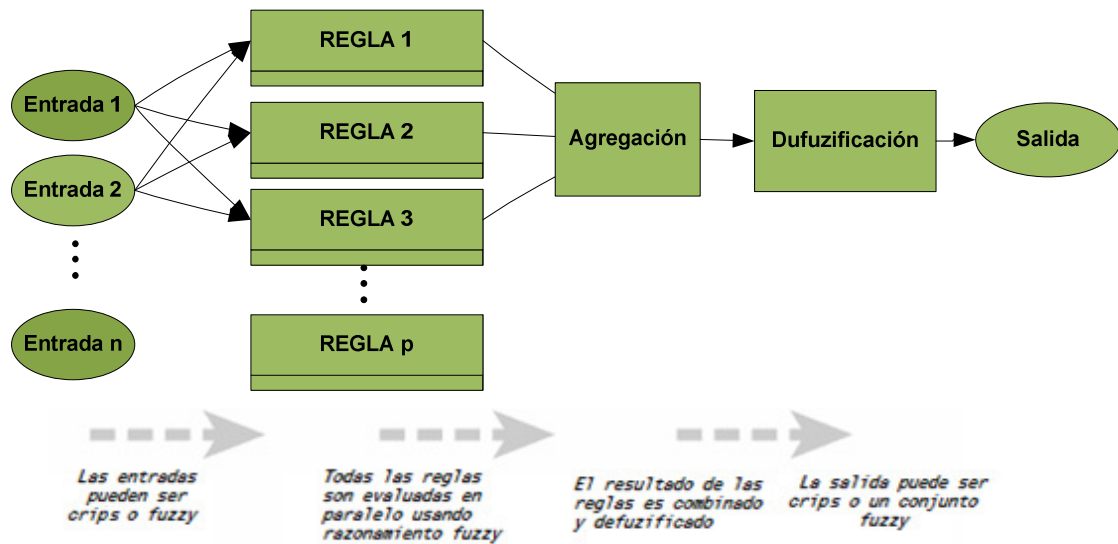 REGLA 1
Entrada 1
REGLA 2
Agregación
Dufuzificación
Salida
Entrada 2
REGLA 3
Entrada n
REGLA p
Las entradas
pueden ser
crips o fuzzy
Todas las reglas
son evaluadas en
paralelo usando
razonamiento fuzzy
El resultado de las
reglas es combinado
y defuzificado
La salida puede ser
crips o un conjunto
fuzzy